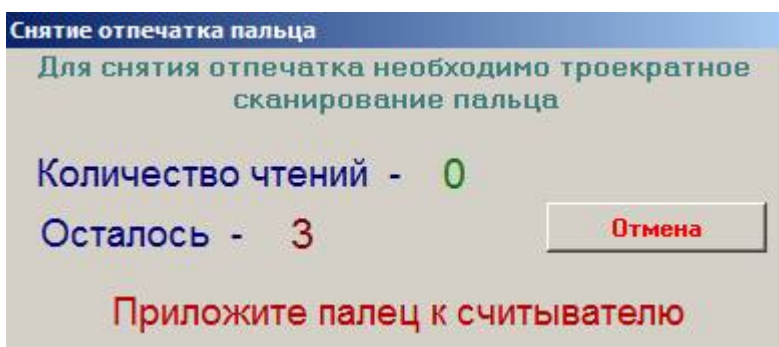 Снятие отпечатка пальца
Для снятия отпечатка необходимо троекратное
сканирование пальца
Количество чтений - 0
Осталось - 3
Отмена
Приложите палец к считывателю